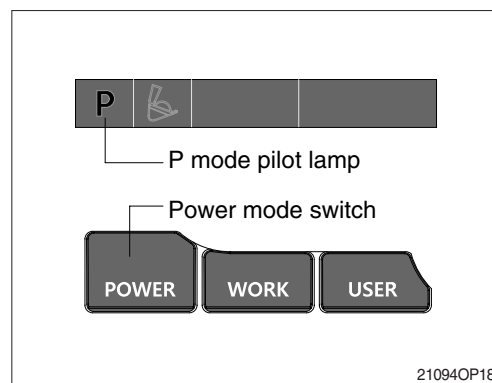 P
P mode pilot lamp
Power mode switch
POWER WORK USER
21094OP18